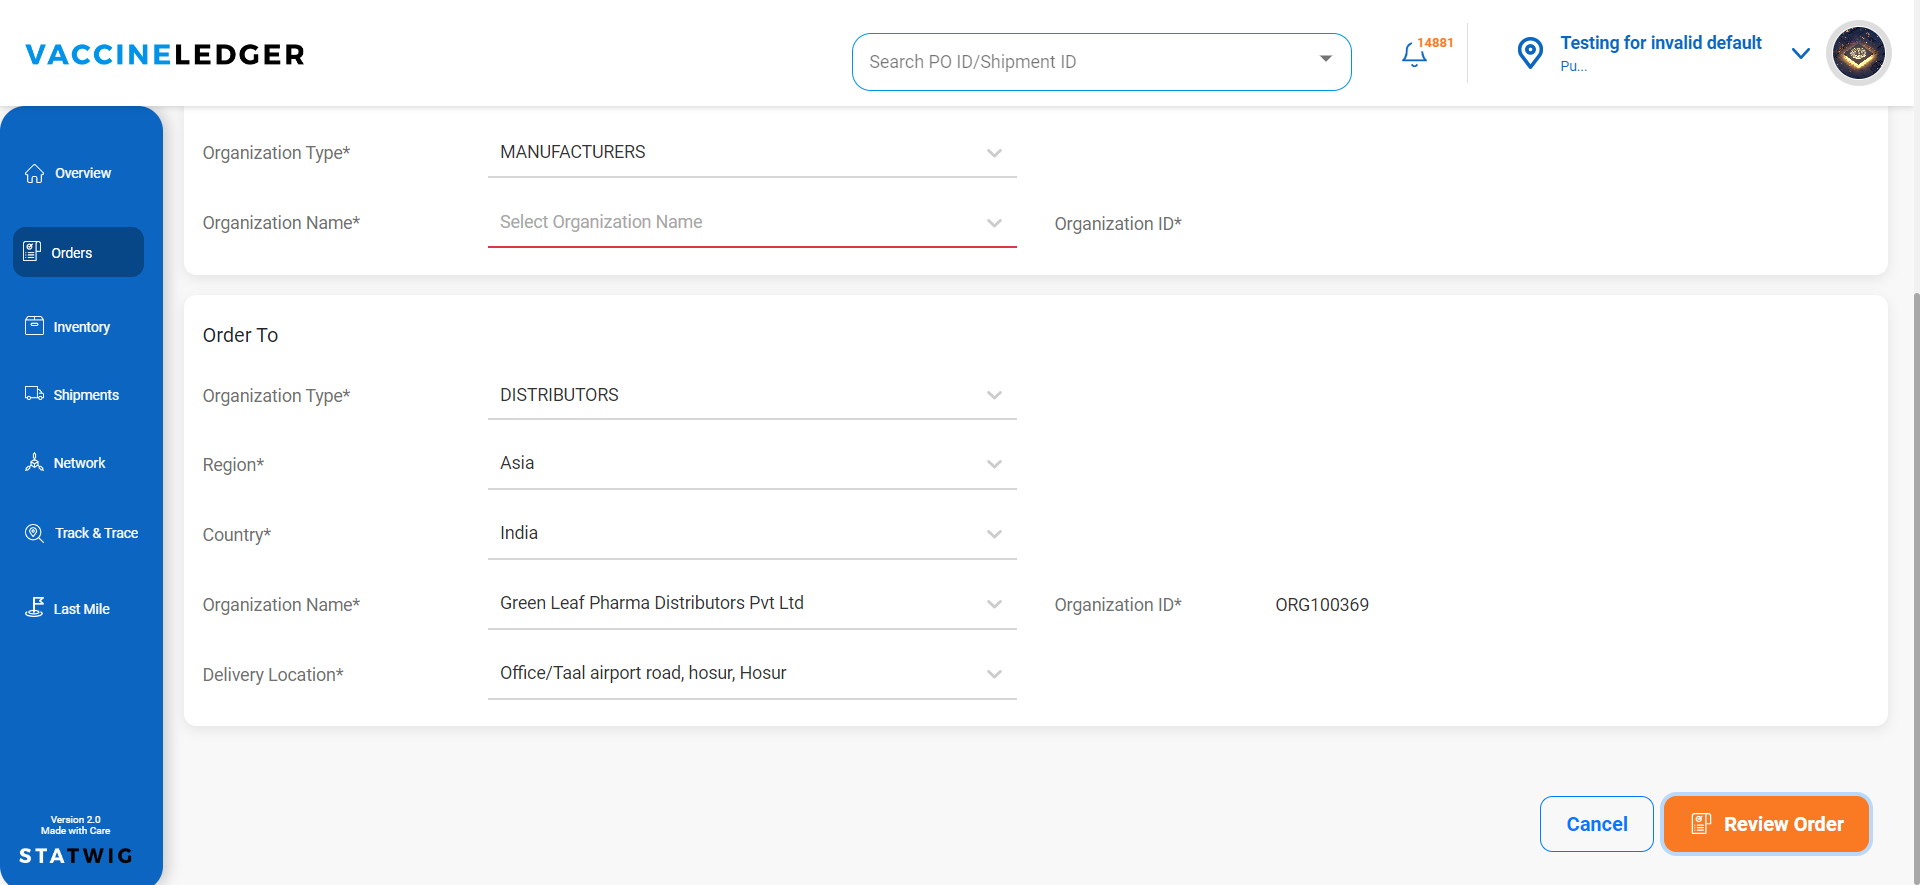 VACCINELEDGER
Search PO ID/Shipment ID
14881
Testing for invalid default
Pu...
Overview
Orders
Inventory
Shipments
Network
Track & Trace
Last Mile
Version 2.0
Made with Care
STATWIG
Organization Type* MANUFACTURERS
Organization Name* Select Organization Name Organization ID*
Order To
Organization Type* DISTRIBUTORS
Region* Asia
Country* India
Organization Name* Green Leaf Pharma Distributors Pvt Ltd Organization ID* ORG100369
Delivery Location* Office/Taal airport road, hosur, Hosur
Cancel Review Order